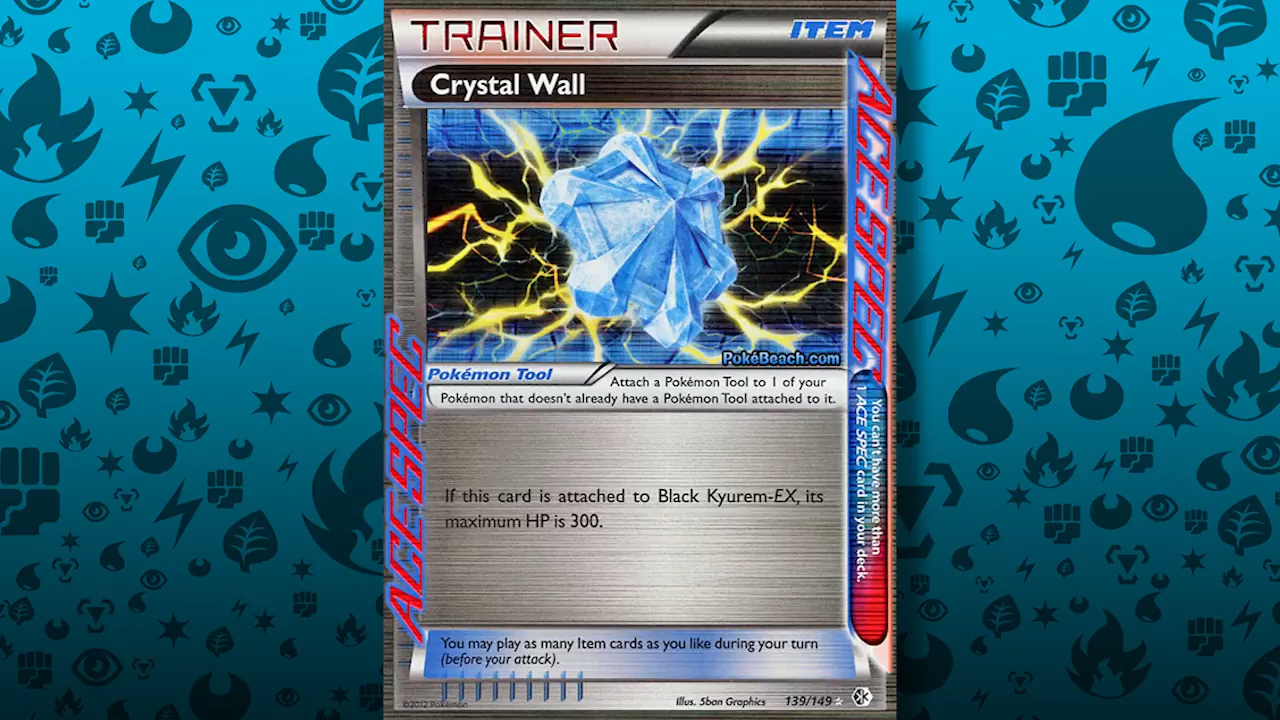 TRAINER
ITEM
Crystal Wall
ACE SPEC
PokéBeach.com
Pokémon Tool
Attach a Pokémon Tool to 1 of your
Pokémon that doesn't already have a Pokémon Tool attached to it.
You can't have more than
1 ACE SPEC card in your deck.
If this card is attached to Black Kyurem-EX, its
maximum HP is 300.
ACE SPEC
You may play as many Item cards as you like during your turn
(before your attack).
©2012 Pokémon
Illus. 5ban Graphics
139/149